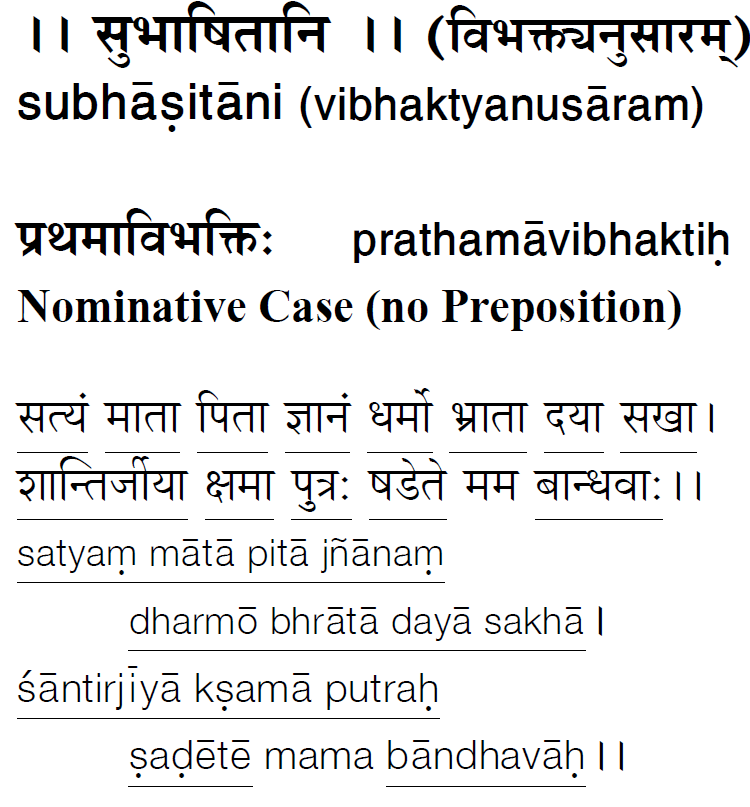 ।। सुभाषितानि ।। (विभक्त्यनुसारम्)
subhāṣitāni (vibhaktyanusāram)
प्रथमाविभक्तिः prathamāvibhaktiḥ
Nominative Case (no Preposition)
सत्यं माता पिता ज्ञानं धर्मो भ्राता दया सखा।
शान्तिर्जीया क्षमा पुत्रः षडेते मम बान्धवाः।।
satyaṃ mātā pitā jñānaṃ
dharmō bhrātā dayā sakhā।
śāntirjīyā kṣamā putraḥ
ṣaḍētē mama bāndhavāḥ।।